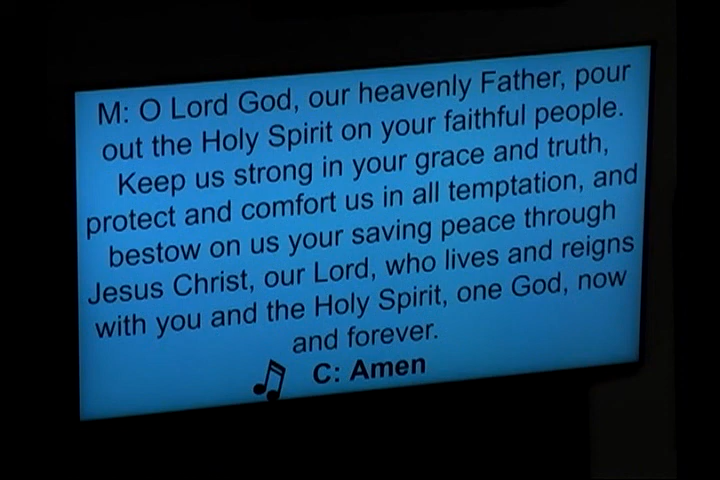 M: O Lord God, our heavenly Father, pour
out the Holy Spirit on your faithful people.
Keep us strong in your grace and truth,
protect and comfort us in all temptation, and
bestow on us your saving peace through
Jesus Christ, our Lord, who lives and reigns
with you and the Holy Spirit, one God, now
and forever.
C: Amen